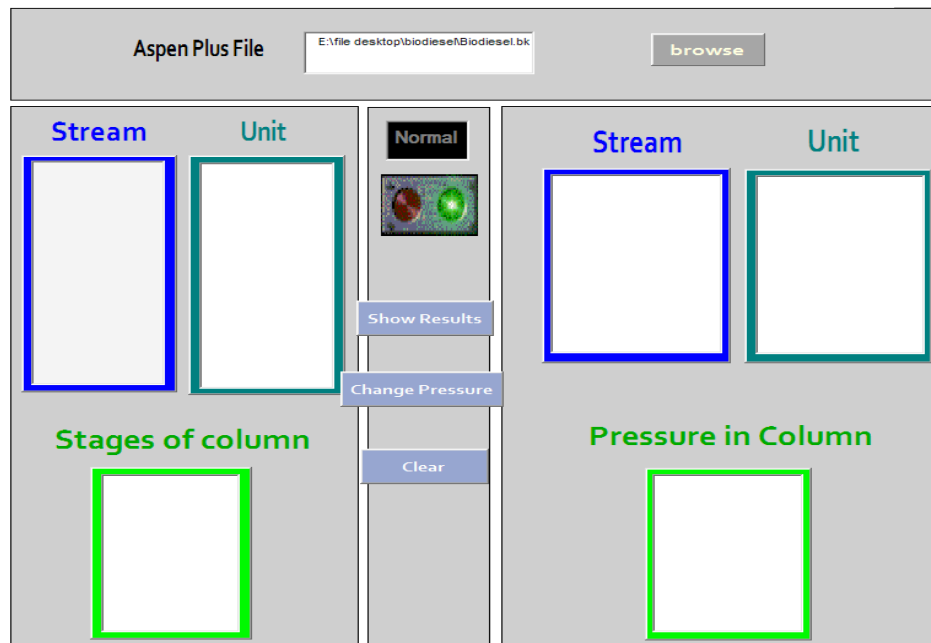 Aspen Plus File
E:\file desktop\biodiesel\Biodiesel.bk
browse
Stream
Unit
Normal
Stream
Unit
Show Results
Change Pressure
Stages of column
Pressure in Column
Clear